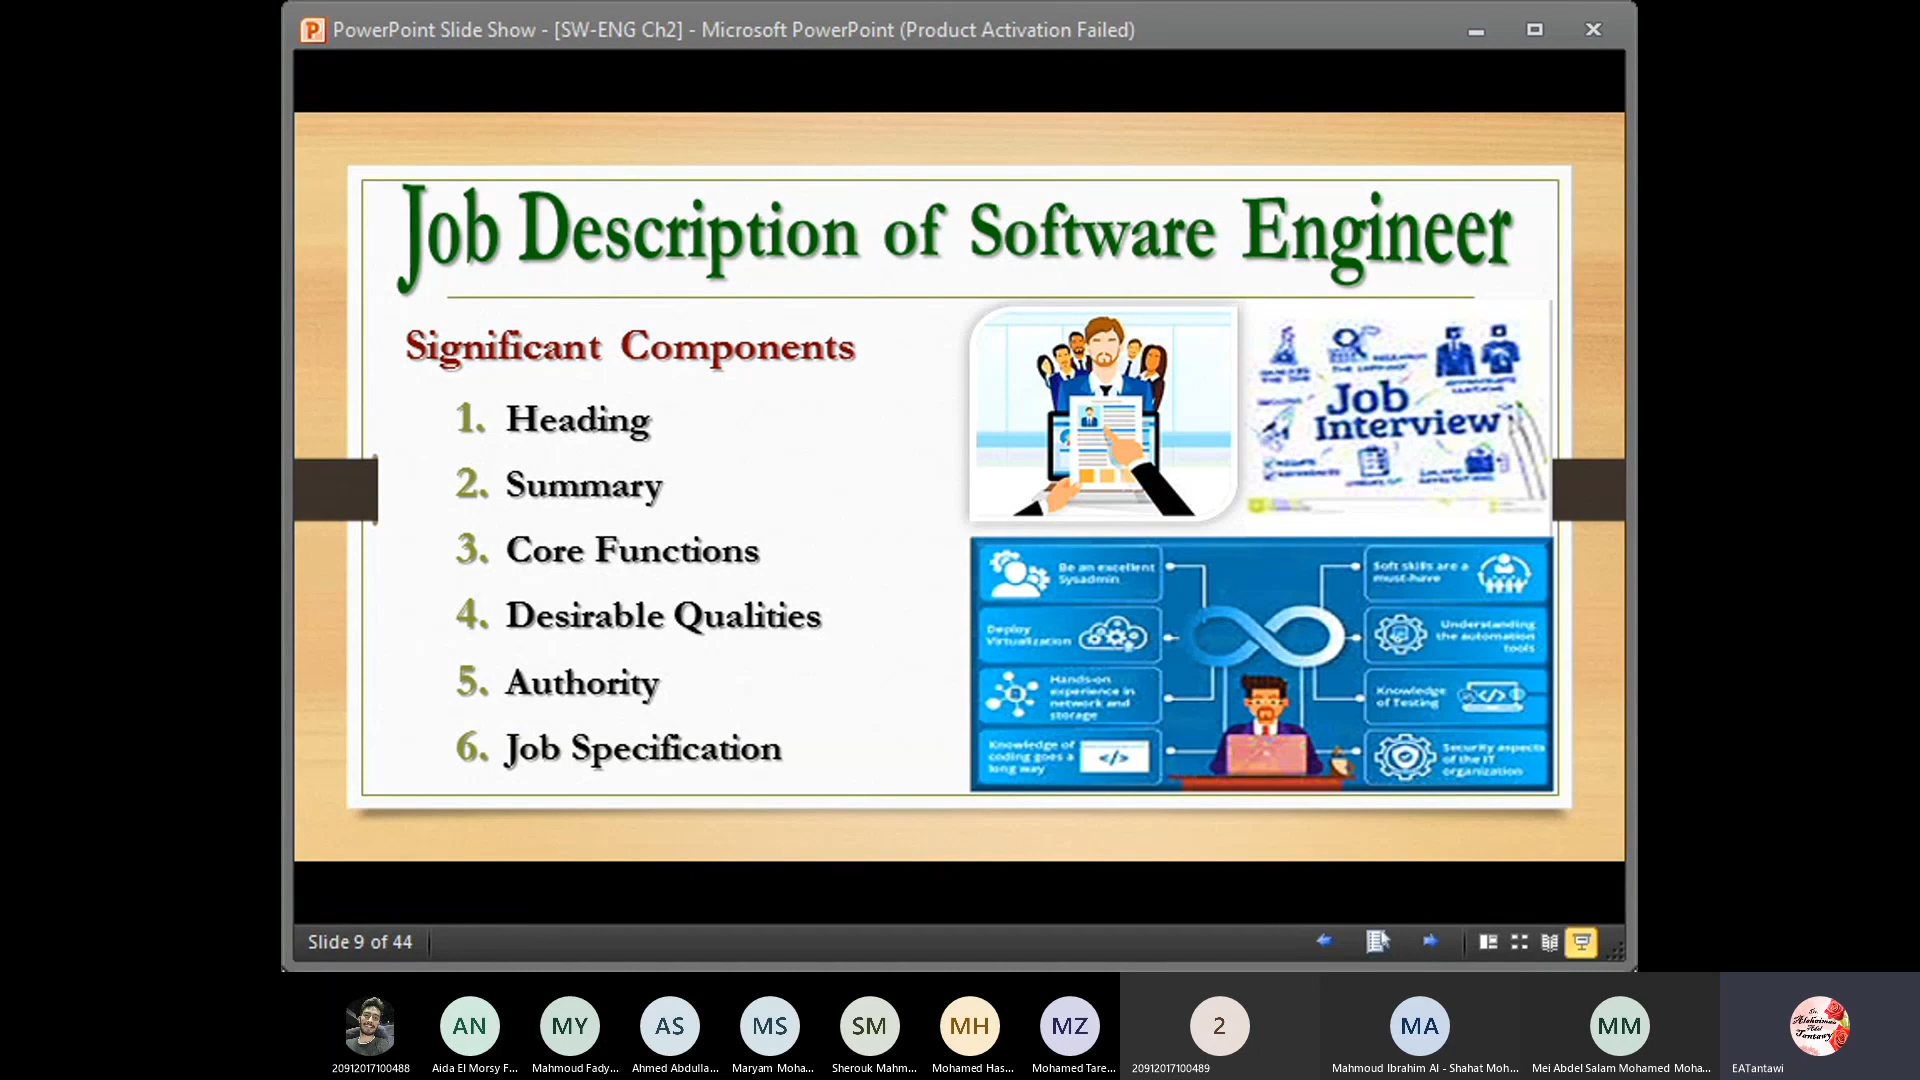 PowerPoint Slide Show - [SW-ENG Ch2] - Microsoft PowerPoint (Product Activation Failed)
Job Description of Software Engineer
Significant Components
1. Heading
2. Summary
3. Core Functions
4. Desirable Qualities
5. Authority
6. Job Specification
Job
Interview
Be an excellent
Sysadmin
Deploy
Virtualization
Hands-on
experience in
network and
storage
Knowledge of
coding goes a
long way
</>
Soft skills are a
must-have
Understanding
the automation
tools
Knowledge
of Testing
</>
Security aspects
of the IT
organization
Slide 9 of 44
AN
MY
AS
MS
SM
MH
MZ
2
MA
MM
20912017100488
Aida El Morsy F...
Mahmoud Fady...
Ahmed Abdulla...
Maryam Moha...
Sherouk Mahm...
Mohamed Has...
Mohamed Tare...
20912017100489
Mahmoud Ibrahim Al - Shahat Moh...
Mei Abdel Salam Mohamed Moha...
EATantawi